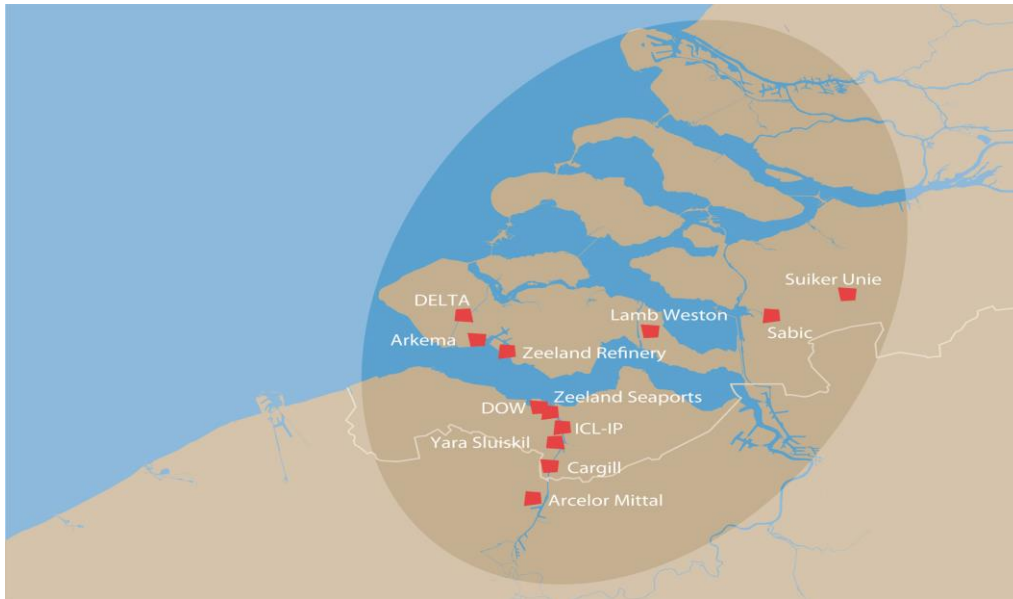 Suiker Unie
DELTA
Lamb Weston
Sabic
Arkema
Zeeland Refinery
Zeeland Seaports
DOW
ICL-IP
Yara Sluiskil
Cargill
Arcelor Mittal